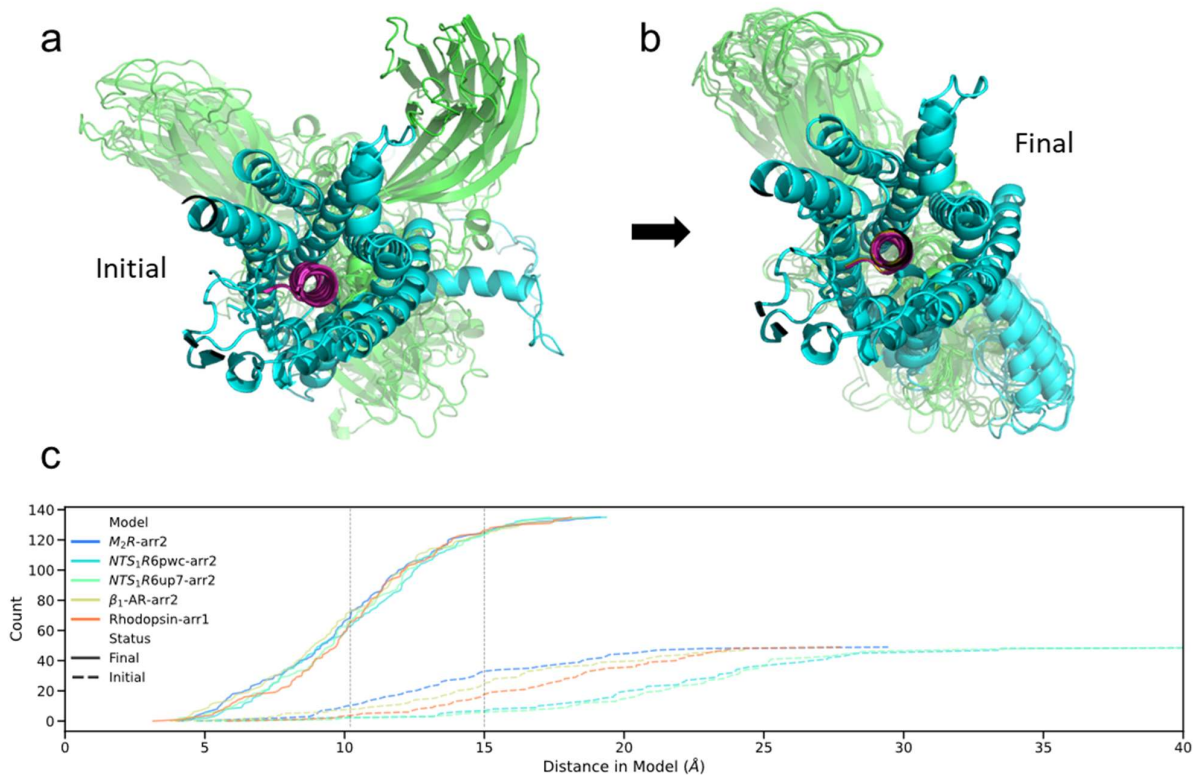 a
b
Initial
Final
c
140
120
100
80
60
40
20
0
Count
Model
M₂R-arr2
NTS₁R6pwc-arr2
NTS₁R6up7-arr2
β₁-AR-arr2
Rhodopsin-arr1
Status
Final
Initial
0 5 10 15 20 25 30 35 40
Distance in Model (Å)